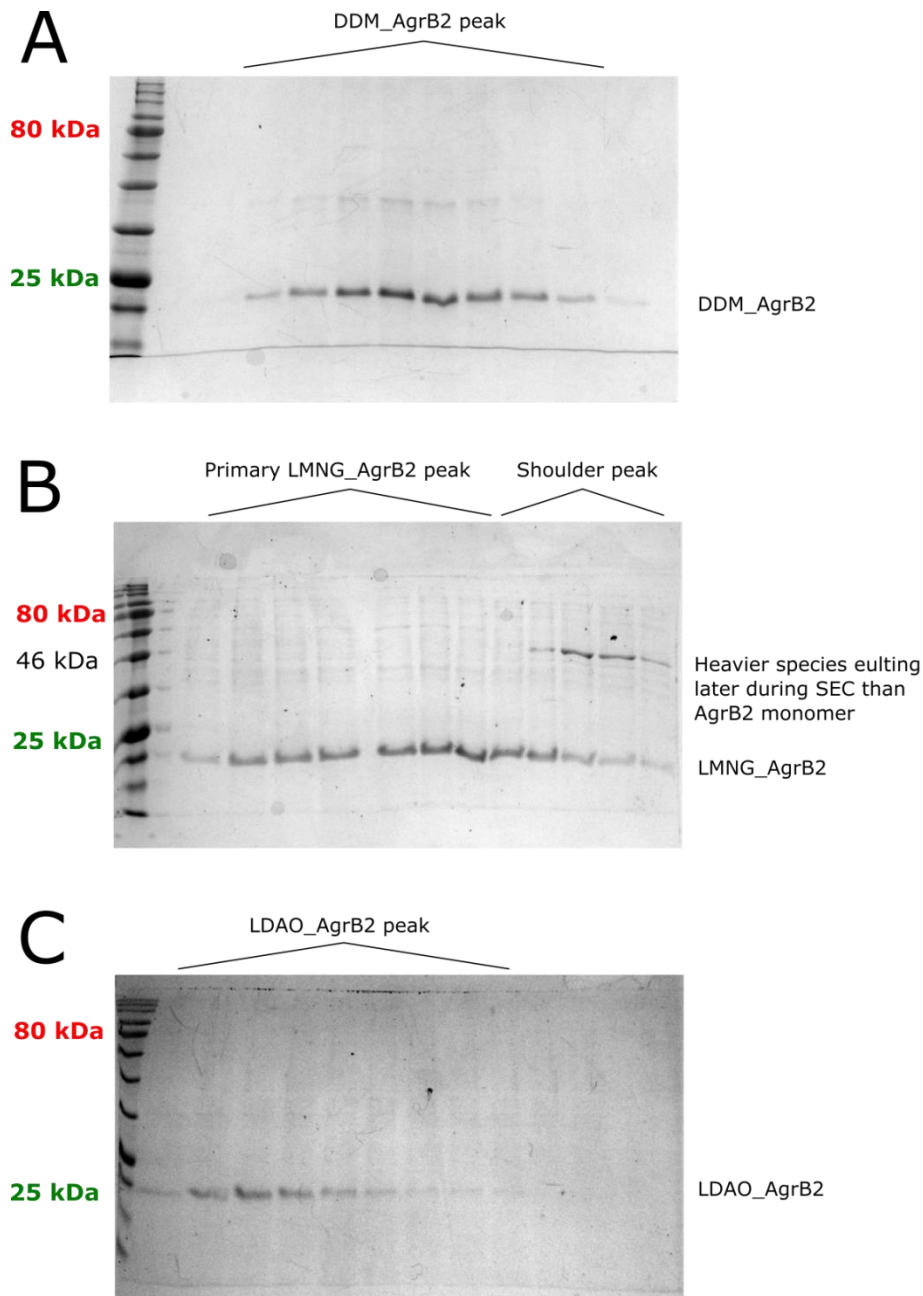 A
DDM_AgrB2 peak
80 kDa
25 kDa
DDM_AgrB2
B
Primary LMNG_AgrB2 peak
Shoulder peak
80 kDa
46 kDa
25 kDa
Heavier species eulting
later during SEC than
AgrB2 monomer
LMNG_AgrB2
C
LDAO_AgrB2 peak
80 kDa
25 kDa
LDAO_AgrB2